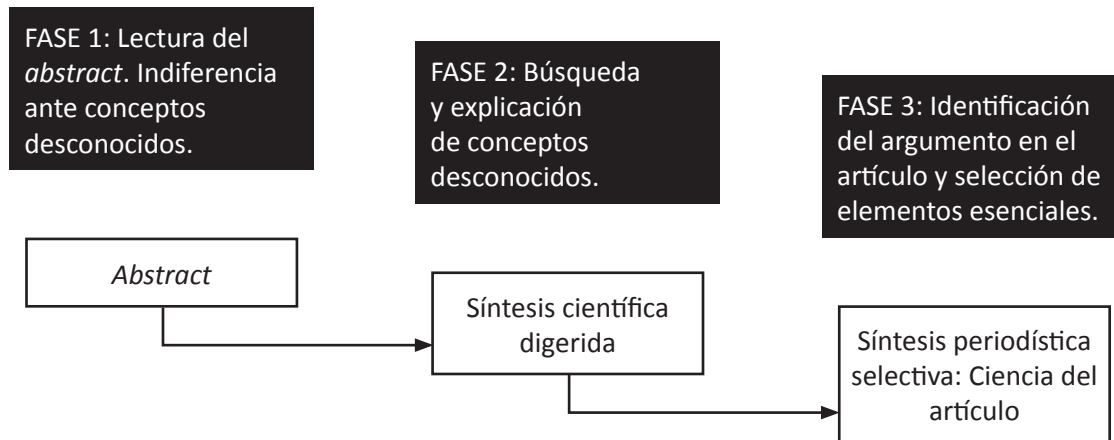 FASE 1: Lectura del
abstract. Indiferencia
ante conceptos
desconocidos.
FASE 2: Búsqueda
y explicación
de conceptos
desconocidos.
FASE 3: Identificación
del argumento en el
artículo y selección de
elementos esenciales.
Abstract
Síntesis científica
digerida
Síntesis periodística
selectiva: Ciencia del
artículo